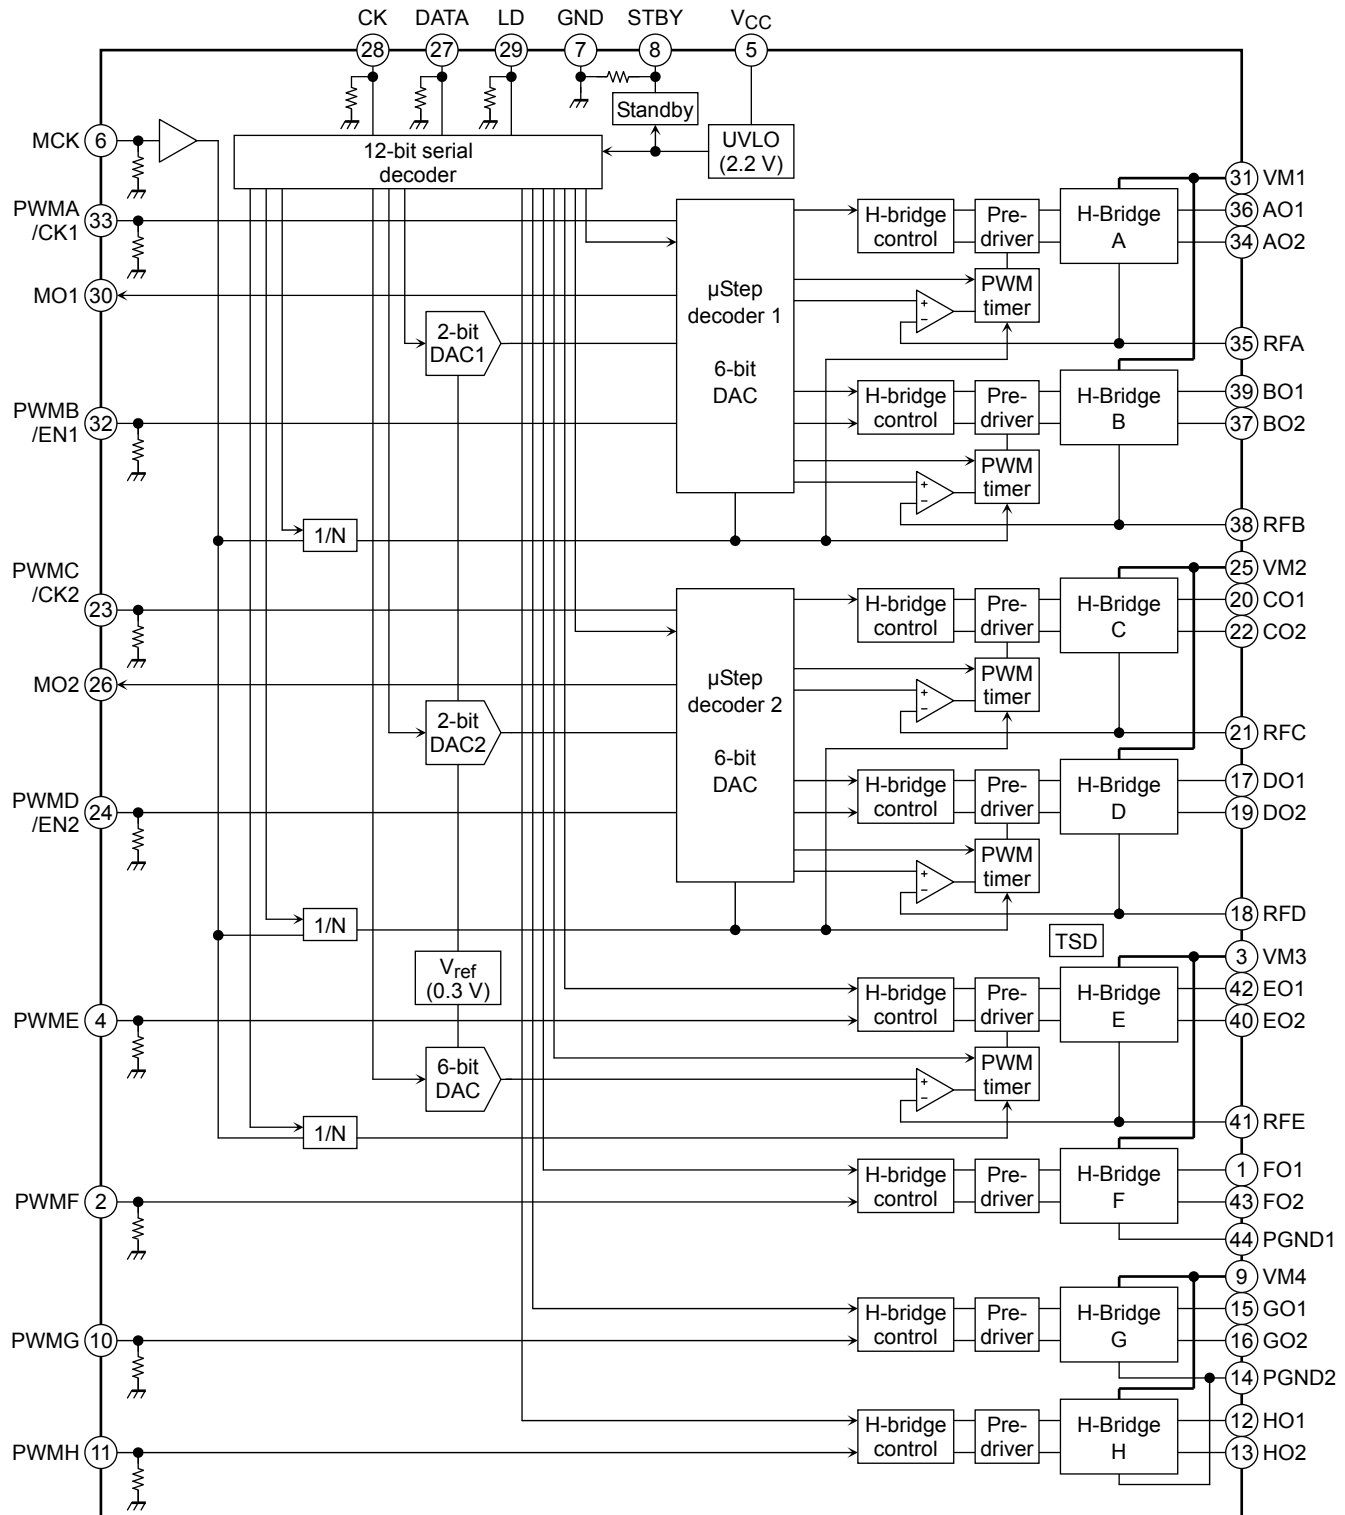 CK DATA LD GND STBY VCC
28 27 29 7 8 5
Standby
MCK 6
12-bit serial
decoder
UVLO
(2.2 V)
31 VM1
PWMA
/CK1
33
H-bridge
control
Pre-
driver
H-Bridge
A
36 AO1
34 AO2
MO1 30
µStep
decoder 1
6-bit
DAC
+
−
PWM
timer
2-bit
DAC1
35 RFA
PWMB
/EN1
32
H-bridge
control
Pre-
driver
H-Bridge
B
39 BO1
37 BO2
+
−
PWM
timer
1/N
38 RFB
PWMC
/CK2
23
25 VM2
H-bridge
control
Pre-
driver
H-Bridge
C
20 CO1
22 CO2
MO2 26
µStep
decoder 2
6-bit
DAC
+
−
PWM
timer
2-bit
DAC2
21 RFC
PWMD
/EN2
24
H-bridge
control
Pre-
driver
H-Bridge
D
17 DO1
19 DO2
+
−
PWM
timer
1/N
18 RFD
TSD
3 VM3
Vref
(0.3 V)
PWME 4
H-bridge
control
Pre-
driver
H-Bridge
E
42 EO1
40 EO2
6-bit
DAC
+
−
PWM
timer
1/N
41 RFE
PWMF 2
H-bridge
control
Pre-
driver
H-Bridge
F
1 FO1
43 FO2
44 PGND1
9 VM4
PWMG 10
H-bridge
control
Pre-
driver
H-Bridge
G
15 GO1
16 GO2
14 PGND2
PWMH 11
H-bridge
control
Pre-
driver
H-Bridge
H
12 HO1
13 HO2